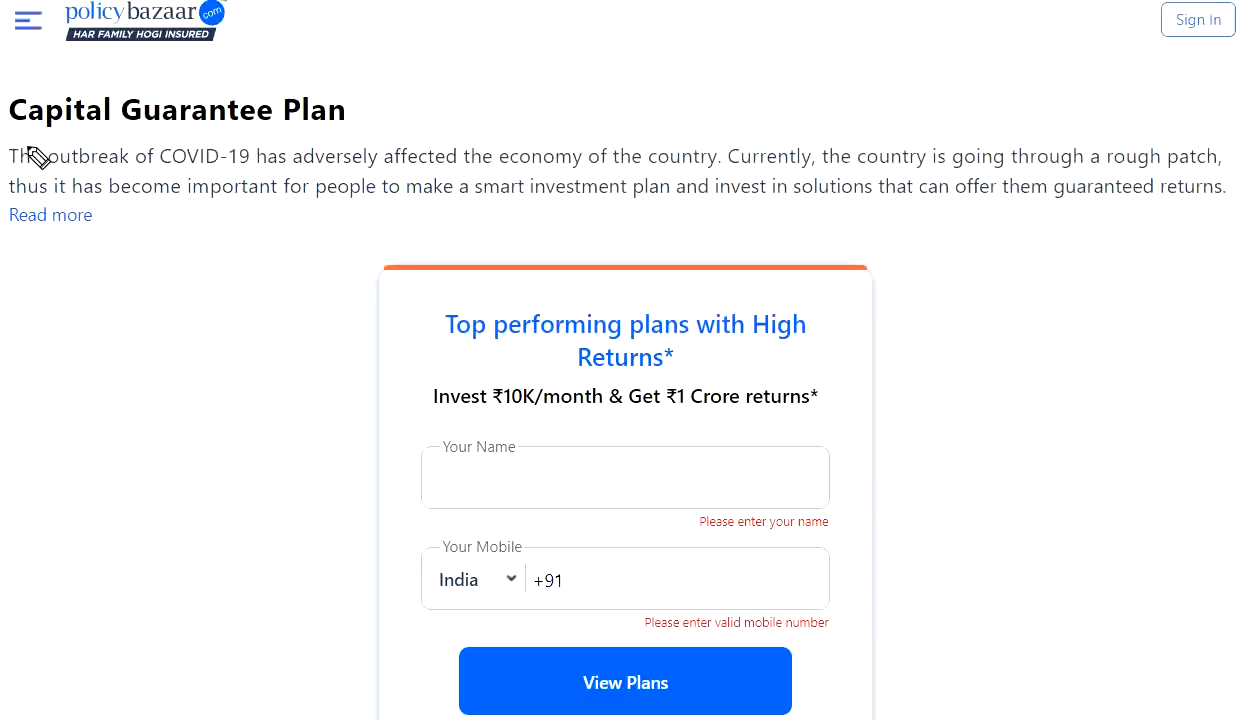 policybazaar com
HAR FAMILY HOGI INSURED
Sign In
Capital Guarantee Plan
The outbreak of COVID-19 has adversely affected the economy of the country. Currently, the country is going through a rough patch,
thus it has become important for people to make a smart investment plan and invest in solutions that can offer them guaranteed returns.
Read more
Top performing plans with High
Returns*
Invest ₹10K/month & Get ₹1 Crore returns*
Your Name
Please enter your name
Your Mobile
India +91
Please enter valid mobile number
View Plans